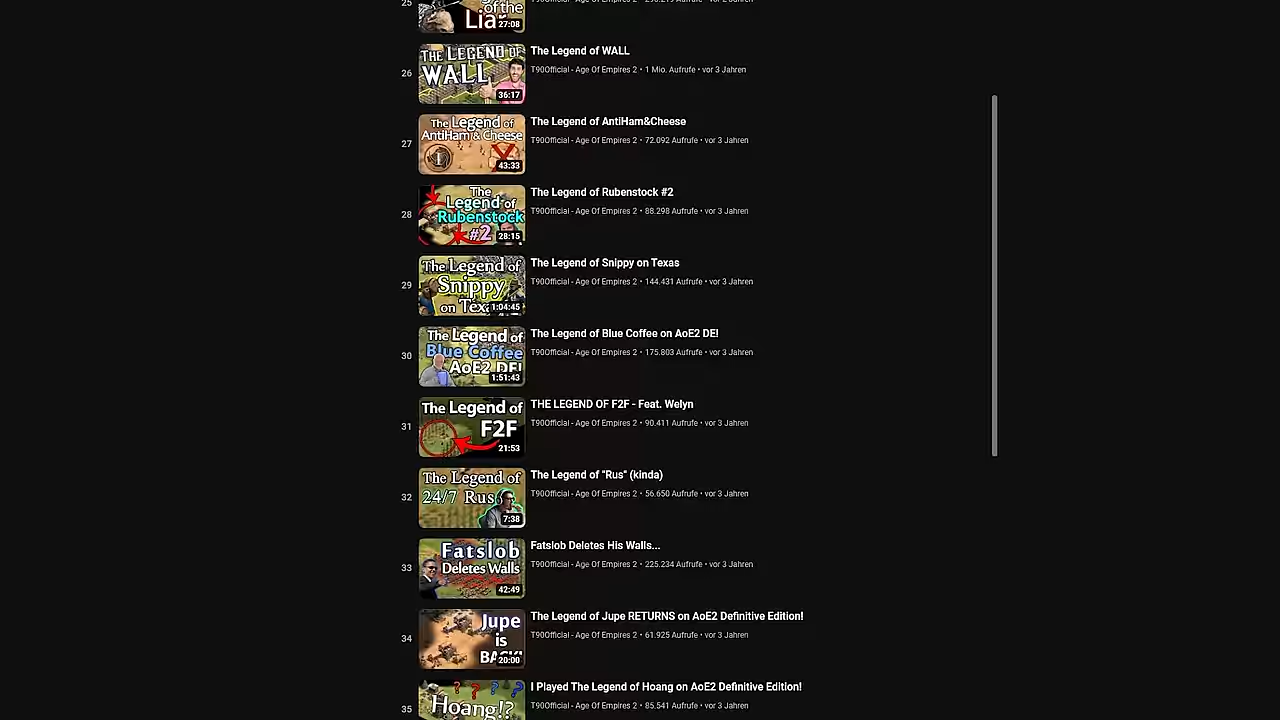 25
of the
Liar
27:08
26
THE LEGEND OF
WALL
36:17
The Legend of WALL
T90Official - Age Of Empires 2 • 1 Mio. Aufrufe • vor 3 Jahren
27
The Legend of
AntiHam & Cheese
43:33
The Legend of AntiHam&Cheese
T90Official - Age Of Empires 2 • 72.092 Aufrufe • vor 3 Jahren
28
The
Legend of
Rubenstock
#2
28:15
The Legend of Rubenstock #2
T90Official - Age Of Empires 2 • 88.298 Aufrufe • vor 3 Jahren
29
The Legend of
Snippy
on Texas
1:04:45
The Legend of Snippy on Texas
T90Official - Age Of Empires 2 • 144.431 Aufrufe • vor 3 Jahren
30
The Legend of
Blue Coffee
AoE2 DE!
1:51:43
The Legend of Blue Coffee on AoE2 DE!
T90Official - Age Of Empires 2 • 175.803 Aufrufe • vor 3 Jahren
31
The Legend of
F2F
21:53
THE LEGEND OF F2F - Feat. Welyn
T90Official - Age Of Empires 2 • 90.411 Aufrufe • vor 3 Jahren
32
The Legend of
24/7 Rus
7:38
The Legend of "Rus" (kinda)
T90Official - Age Of Empires 2 • 56.650 Aufrufe • vor 3 Jahren
33
Fatslob
Deletes Walls
42:49
Fatslob Deletes His Walls...
T90Official - Age Of Empires 2 • 225.234 Aufrufe • vor 3 Jahren
34
Jupe
is
BACK!
20:00
The Legend of Jupe RETURNS on AoE2 Definitive Edition!
T90Official - Age Of Empires 2 • 61.925 Aufrufe • vor 3 Jahren
35
? ? ? ?
Hoang!?
I Played The Legend of Hoang on AoE2 Definitive Edition!
T90Official - Age Of Empires 2 • 85.541 Aufrufe • vor 3 Jahren